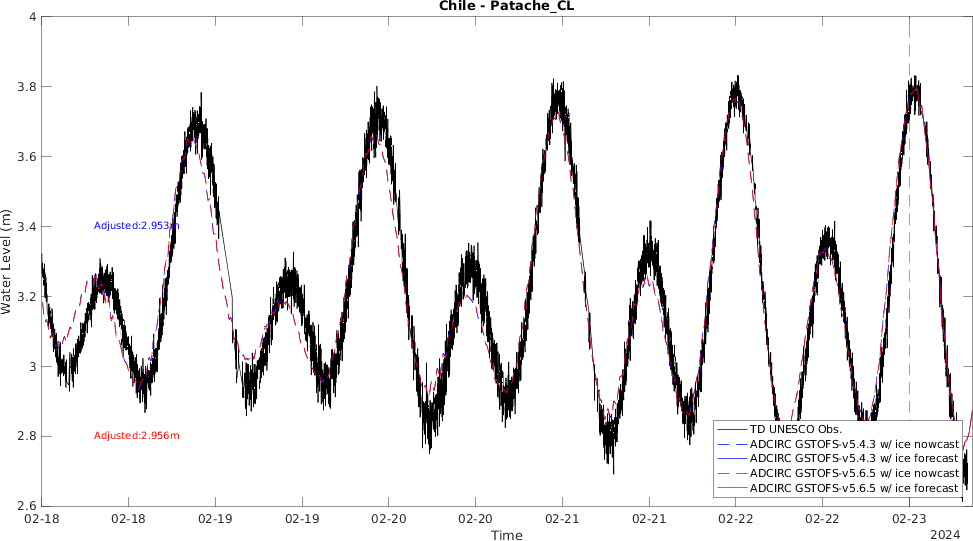 Chile - Patache_CL
4
3.8
3.6
3.4
3.2
3
2.8
2.6
Water Level (m)
Adjusted:2.953m
Adjusted:2.956m
TD UNESCO Obs.
ADCIRC GSTOFS-v5.4.3 w/ ice nowcast
ADCIRC GSTOFS-v5.4.3 w/ ice forecast
ADCIRC GSTOFS-v5.6.5 w/ ice nowcast
ADCIRC GSTOFS-v5.6.5 w/ ice forecast
02-18 02-18 02-19 02-19 02-20 02-20 02-21 02-21 02-22 02-22 02-23
Time
2024